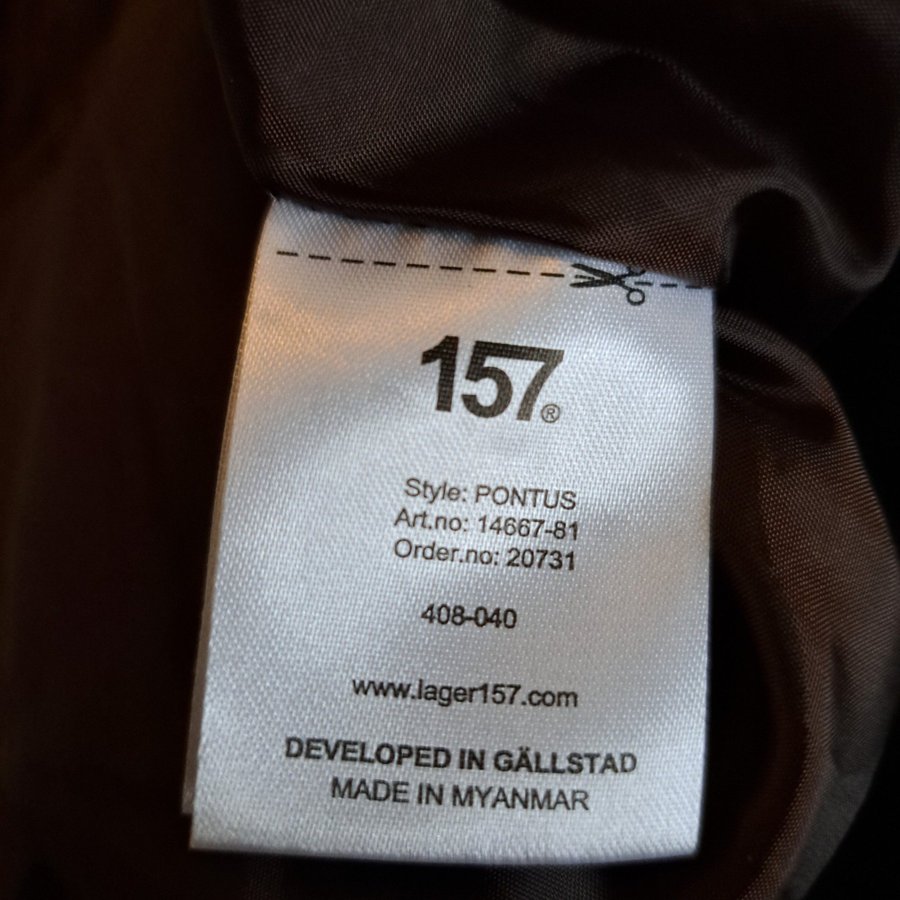 157®
Style: PONTUS
Art.no: 14667-81
Order.no: 20731
408-040
www.lager157.com
DEVELOPED IN GÄLLSTAD
MADE IN MYANMAR